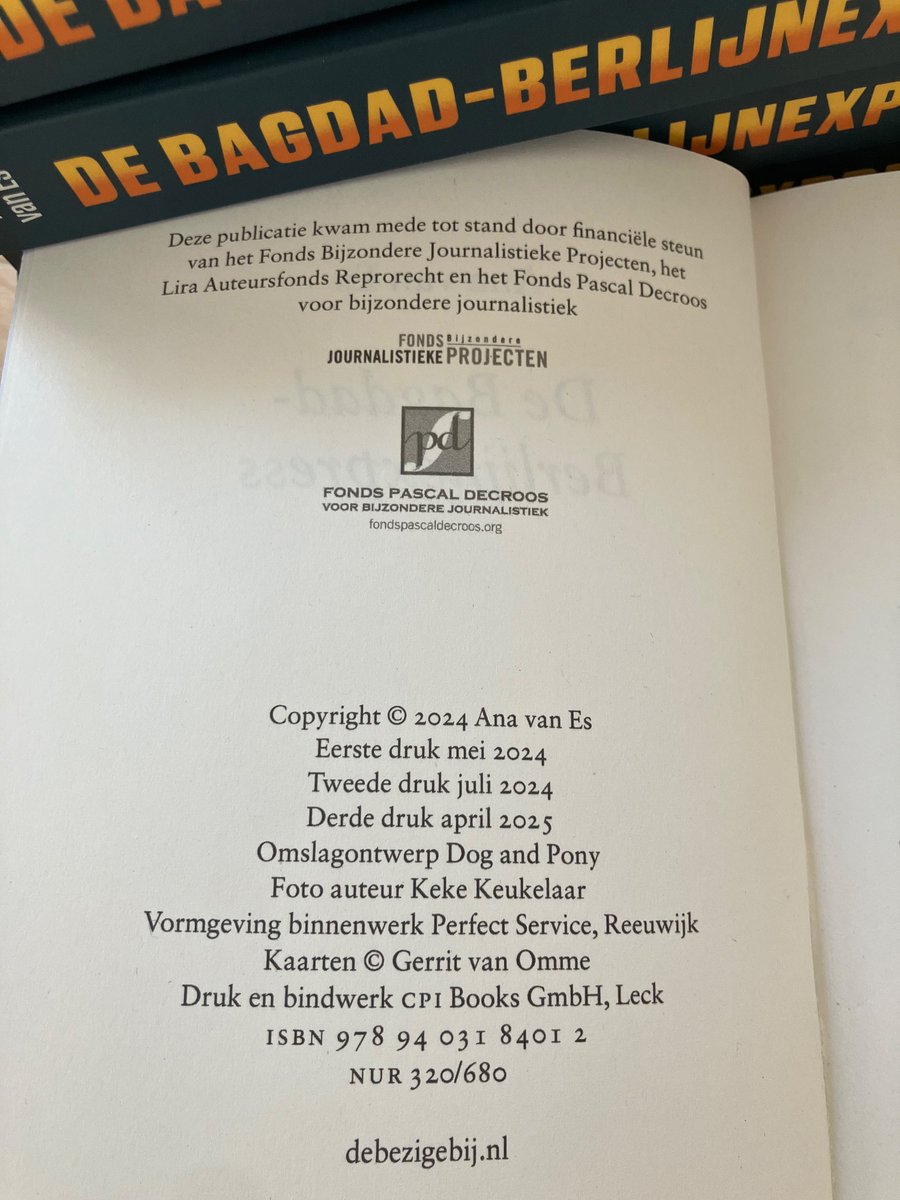 DE BA
DE BAGDAD-BERLIJNEX
van Es
IJNEXP
Deze publicatie kwam mede tot stand door financiële steun
van het Fonds Bijzondere Journalistieke Projecten, het
Lira Auteursfonds Reprorecht en het Fonds Pascal Decroos
voor bijzondere journalistiek
FONDS Bijzondere
JOURNALISTIEKE PROJECTEN
De Bagdad-
Berlijnexpress
pd
FONDS PASCAL DECROOS
VOOR BIJZONDERE JOURNALISTIEK
fondspascaldecroos.org
Copyright © 2024 Ana van Es
Eerste druk mei 2024
Tweede druk juli 2024
Derde druk april 2025
Omslagontwerp Dog and Pony
Foto auteur Keke Keukelaar
Vormgeving binnenwerk Perfect Service, Reeuwijk
Kaarten © Gerrit van Omme
Druk en bindwerk CPI Books GmbH, Leck
ISBN 978 94 031 8401 2
NUR 320/680
debezigebij.nl